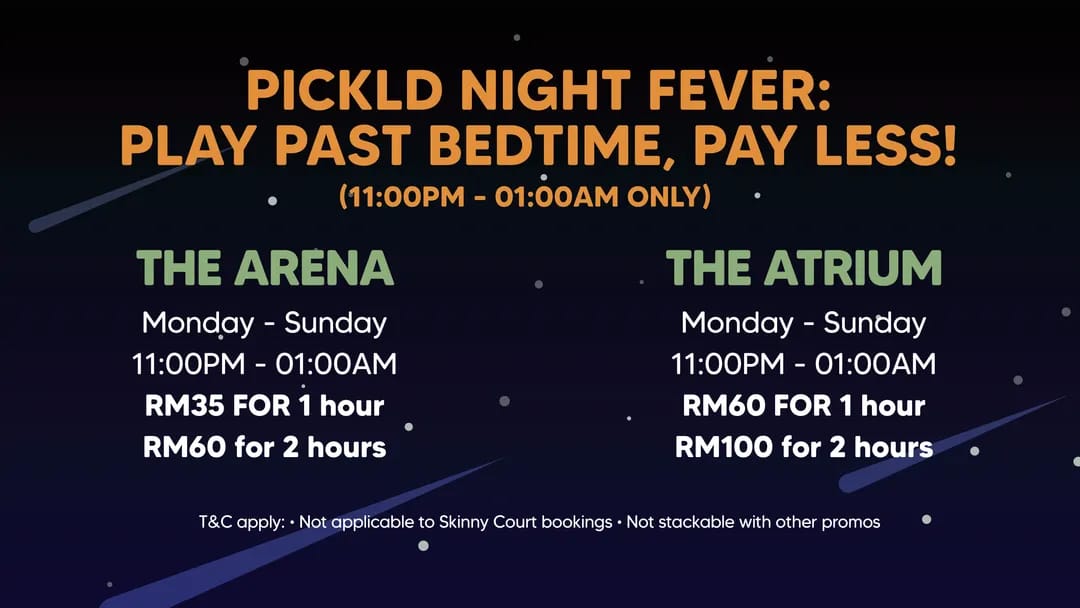 PICKLD NIGHT FEVER:
PLAY PAST BEDTIME, PAY LESS!
(11:00PM - 01:00AM ONLY)
THE ARENA
Monday - Sunday
11:00PM - 01:00AM
RM35 FOR 1 hour
RM60 for 2 hours
THE ATRIUM
Monday - Sunday
11:00PM - 01:00AM
RM60 FOR 1 hour
RM100 for 2 hours
T&C apply: • Not applicable to Skinny Court bookings • Not stackable with other promos